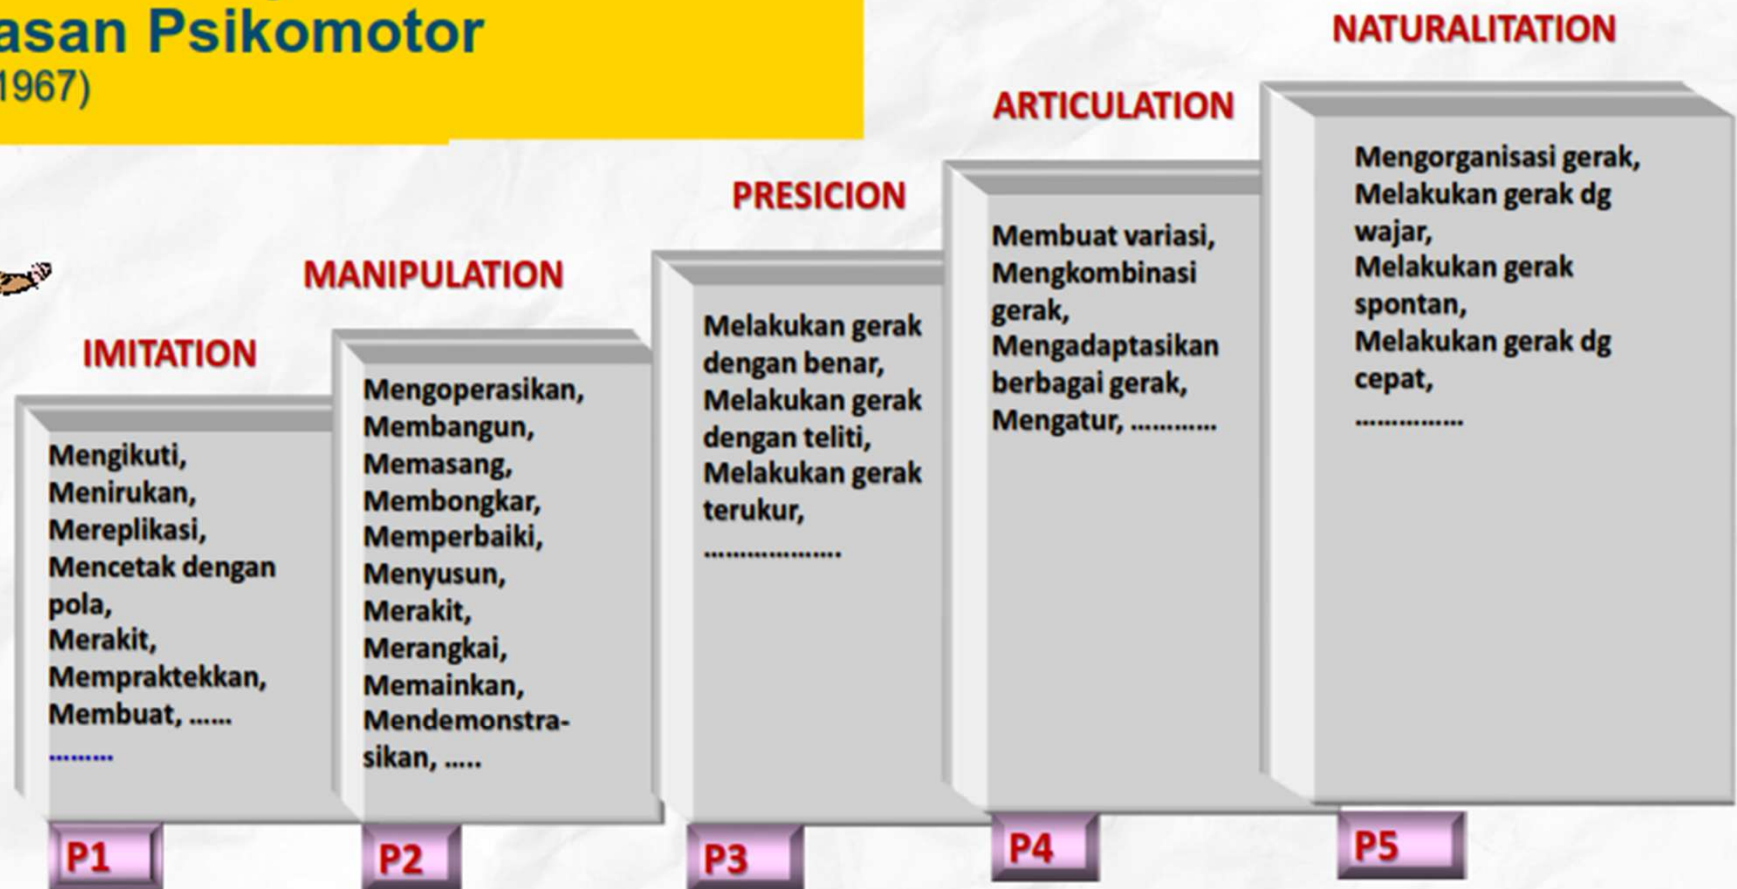 asan Psikomotor
1967)
IMITATION
Mengikuti,
Menirukan,
Mereplikasi,
Mencetak dengan
pola,
Merakit,
Mempraktekkan,
Membuat, ......
.........
P1
MANIPULATION
Mengoperasikan,
Membangun,
Memasang,
Membongkar,
Memperbaiki,
Menyusun,
Merakit,
Merangkai,
Memainkan,
Mendemonstra-
sikan, .....
P2
PRESICION
Melakukan gerak
dengan benar,
Melakukan gerak
dengan teliti,
Melakukan gerak
terukur,
...................
P3
ARTICULATION
Membuat variasi,
Mengkombinasi
gerak,
Mengadaptasikan
berbagai gerak,
Mengatur, ............
P4
NATURALITATION
Mengorganisasi gerak,
Melakukan gerak dg
wajar,
Melakukan gerak
spontan,
Melakukan gerak dg
cepat,
...............
P5